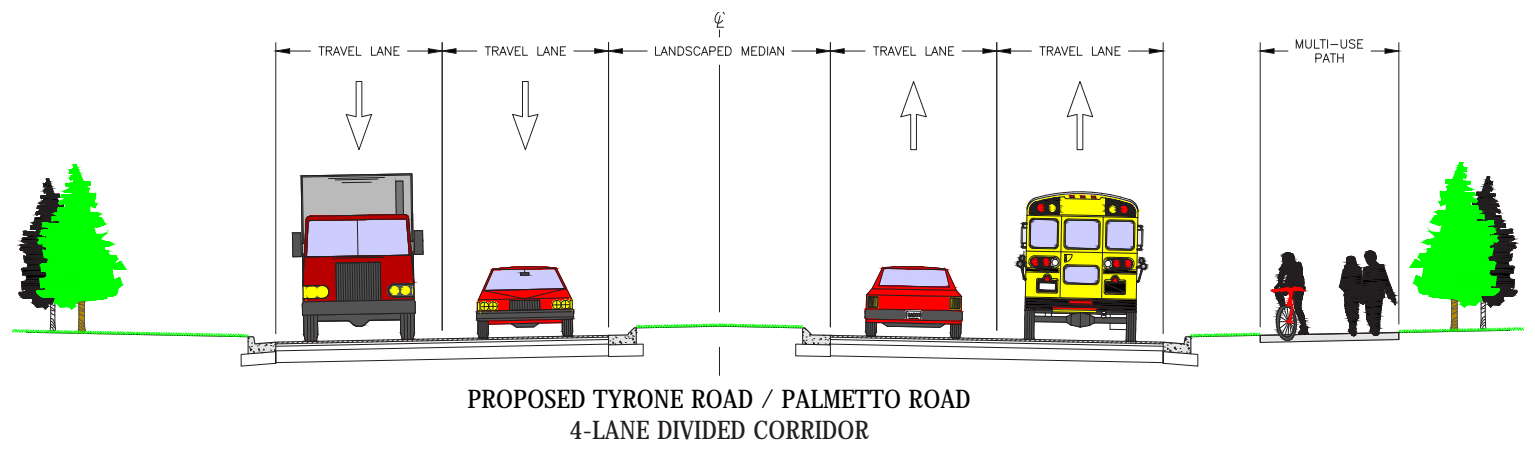 ℄
TRAVEL LANE TRAVEL LANE LANDSCAPED MEDIAN TRAVEL LANE TRAVEL LANE MULTI-USE
PATH
PROPOSED TYRONE ROAD / PALMETTO ROAD
4-LANE DIVIDED CORRIDOR